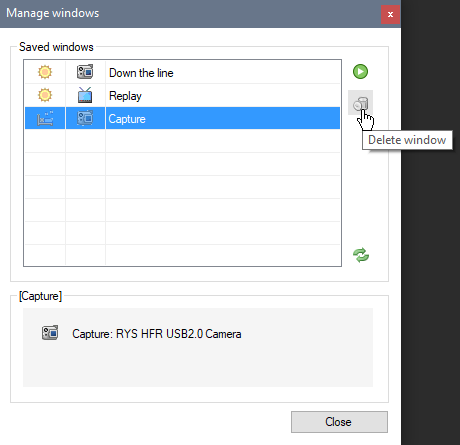 Manage windows
x
Saved windows
Down the line
Replay
Capture
Delete window
[Capture]
Capture: RYS HFR USB2.0 Camera
Close